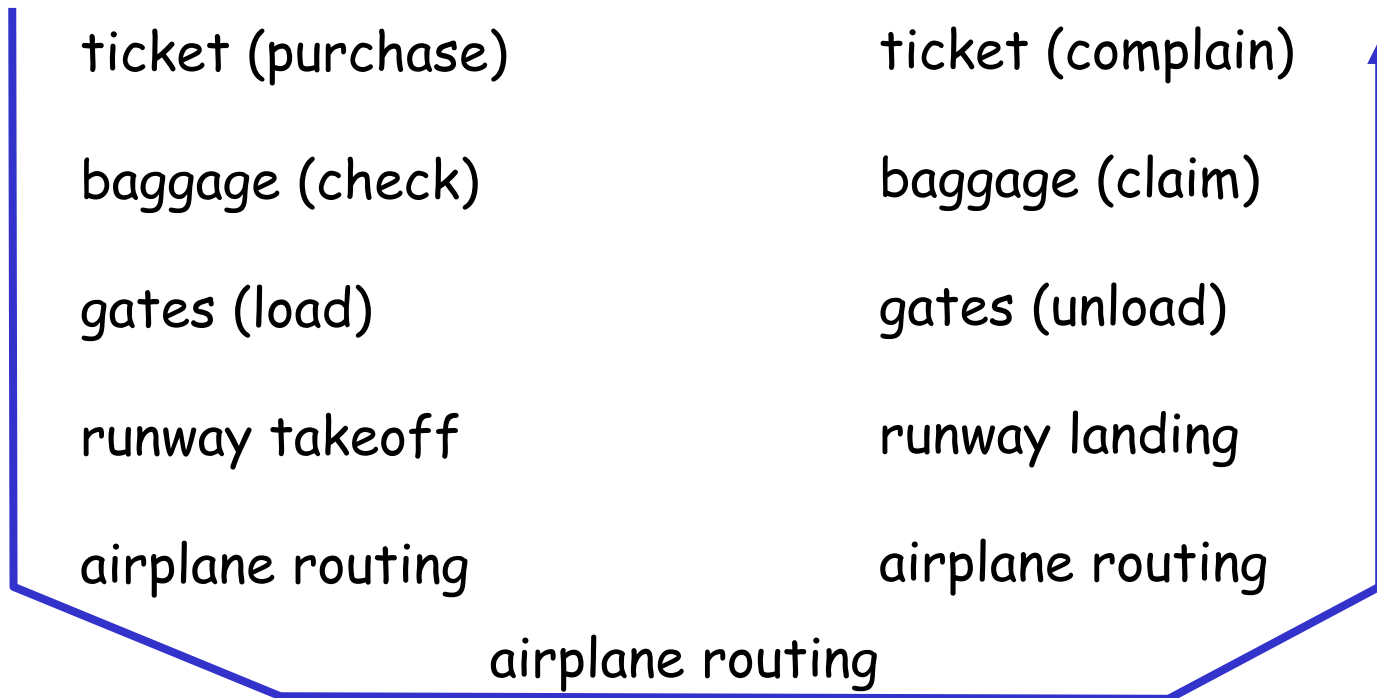 ticket (purchase)
baggage (check)
gates (load)
runway takeoff
airplane routing
airplane routing
ticket (complain)
baggage (claim)
gates (unload)
runway landing
airplane routing